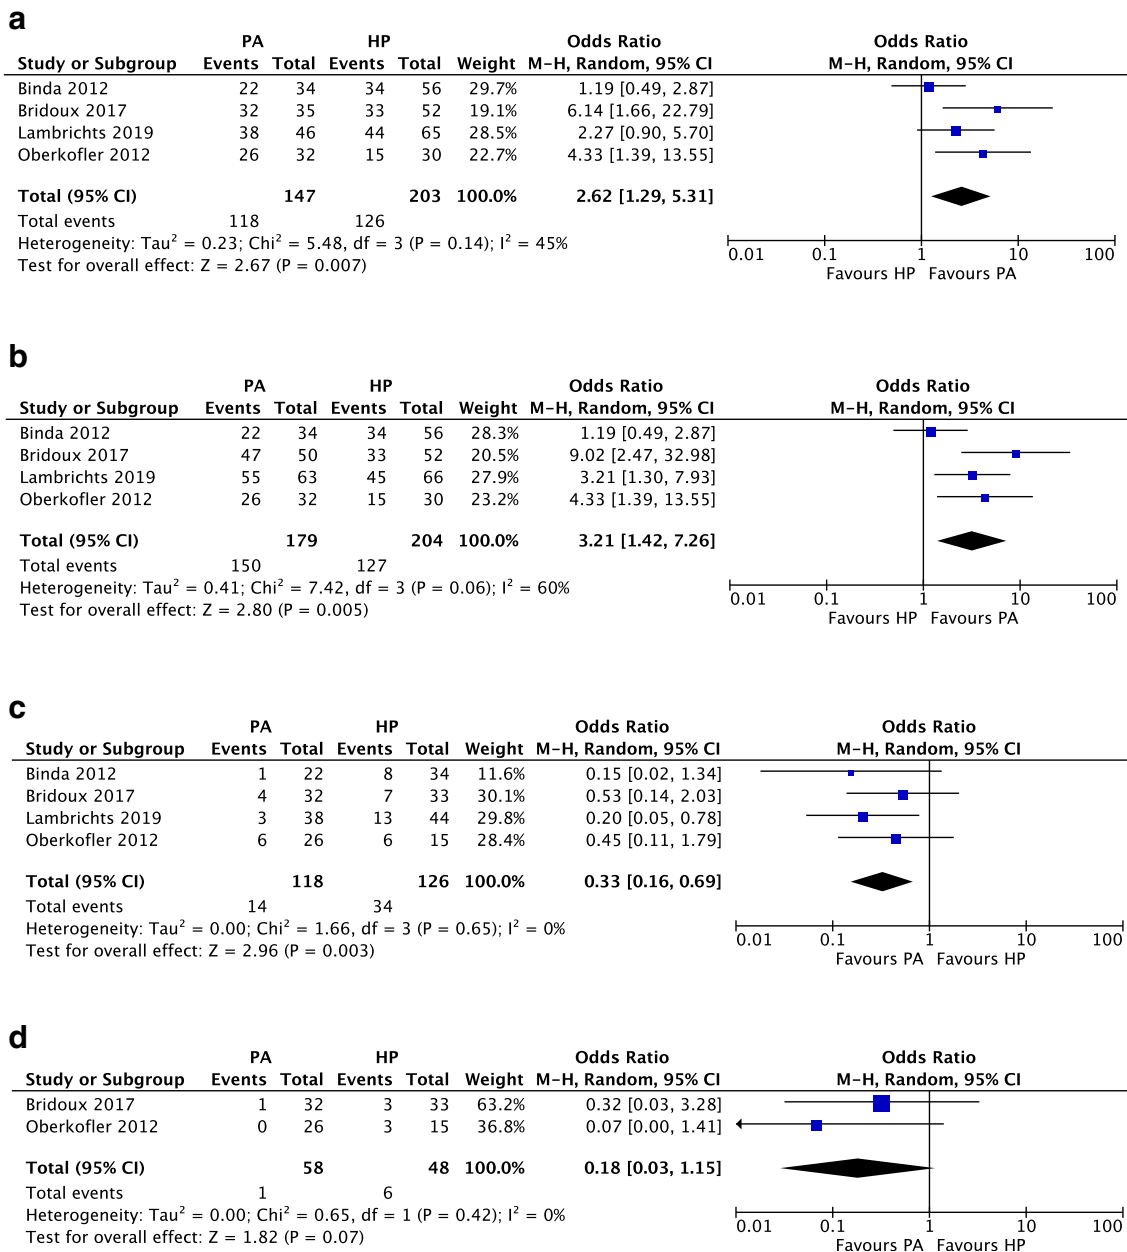 a
PA HP Odds Ratio Odds Ratio
Study or Subgroup Events Total Events Total Weight M-H, Random, 95% CI M-H, Random, 95% CI
Binda 2012 22 34 34 56 29.7% 1.19 [0.49, 2.87]
Bridoux 2017 32 35 33 52 19.1% 6.14 [1.66, 22.79]
Lambrichts 2019 38 46 44 65 28.5% 2.27 [0.90, 5.70]
Oberkofler 2012 26 32 15 30 22.7% 4.33 [1.39, 13.55]
Total (95% CI) 147 203 100.0% 2.62 [1.29, 5.31]
Total events 118 126
Heterogeneity: Tau² = 0.23; Chi² = 5.48, df = 3 (P = 0.14); I² = 45%
Test for overall effect: Z = 2.67 (P = 0.007)
0.01 0.1 1 10 100
Favours HP Favours PA
b
PA HP Odds Ratio Odds Ratio
Study or Subgroup Events Total Events Total Weight M-H, Random, 95% CI M-H, Random, 95% CI
Binda 2012 22 34 34 56 28.3% 1.19 [0.49, 2.87]
Bridoux 2017 47 50 33 52 20.5% 9.02 [2.47, 32.98]
Lambrichts 2019 55 63 45 66 27.9% 3.21 [1.30, 7.93]
Oberkofler 2012 26 32 15 30 23.2% 4.33 [1.39, 13.55]
Total (95% CI) 179 204 100.0% 3.21 [1.42, 7.26]
Total events 150 127
Heterogeneity: Tau² = 0.41; Chi² = 7.42, df = 3 (P = 0.06); I² = 60%
Test for overall effect: Z = 2.80 (P = 0.005)
0.01 0.1 1 10 100
Favours HP Favours PA
c
PA HP Odds Ratio Odds Ratio
Study or Subgroup Events Total Events Total Weight M-H, Random, 95% CI M-H, Random, 95% CI
Binda 2012 1 22 8 34 11.6% 0.15 [0.02, 1.34]
Bridoux 2017 4 32 7 33 30.1% 0.53 [0.14, 2.03]
Lambrichts 2019 3 38 13 44 29.8% 0.20 [0.05, 0.78]
Oberkofler 2012 6 26 6 15 28.4% 0.45 [0.11, 1.79]
Total (95% CI) 118 126 100.0% 0.33 [0.16, 0.69]
Total events 14 34
Heterogeneity: Tau² = 0.00; Chi² = 1.66, df = 3 (P = 0.65); I² = 0%
Test for overall effect: Z = 2.96 (P = 0.003)
0.01 0.1 1 10 100
Favours PA Favours HP
d
PA HP Odds Ratio Odds Ratio
Study or Subgroup Events Total Events Total Weight M-H, Random, 95% CI M-H, Random, 95% CI
Bridoux 2017 1 32 3 33 63.2% 0.32 [0.03, 3.28]
Oberkofler 2012 0 26 3 15 36.8% 0.07 [0.00, 1.41]
Total (95% CI) 58 48 100.0% 0.18 [0.03, 1.15]
Total events 1 6
Heterogeneity: Tau² = 0.00; Chi² = 0.65, df = 1 (P = 0.42); I² = 0%
Test for overall effect: Z = 1.82 (P = 0.07)
0.01 0.1 1 10 100
Favours PA Favours HP